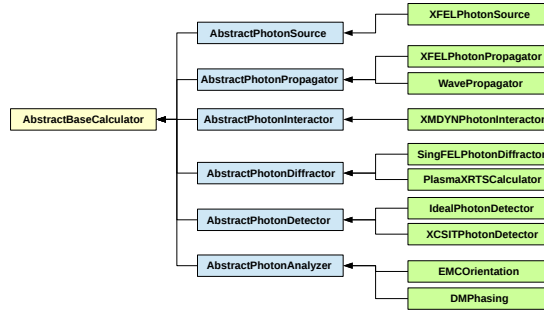 AbstractBaseCalculator
AbstractPhotonSource
AbstractPhotonPropagator
AbstractPhotonInteractor
AbstractPhotonDiffractor
AbstractPhotonDetector
AbstractPhotonAnalyzer
XFELPhotonSource
XFELPhotonPropagator
WavePropagator
XMDYNPhotonInteractor
SingFELPhotonDiffractor
PlasmaXRTSCalculator
IdealPhotonDetector
XCSITPhotonDetector
EMCOrientation
DMPhasing